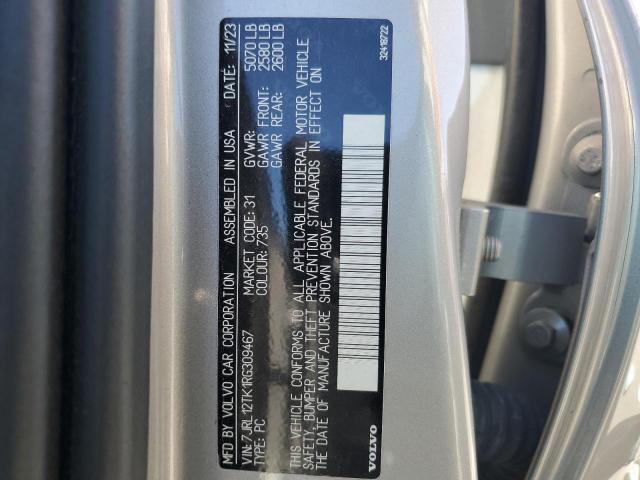 MFD BY VOLVO CAR CORPORATION ASSEMBLED IN USA DATE: 11/23
VIN: 7JRL12TK1RG309467 MARKET CODE: 31 GVWR: 5070 LB
TYPE: PC COLOUR: 735 GAWR FRONT: 2580 LB
GAWR REAR: 2600 LB
THIS VEHICLE CONFORMS TO ALL APPLICABLE FEDERAL MOTOR VEHICLE
SAFETY, BUMPER AND THEFT PREVENTION STANDARDS IN EFFECT ON
THE DATE OF MANUFACTURE SHOWN ABOVE.
VOLVO
VOLVO
32418722